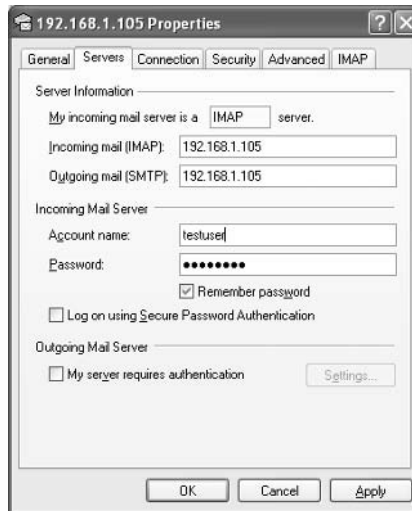 192.168.1.105 Properties
General Servers Connection Security Advanced IMAP
Server Information
My incoming mail server is a IMAP server.
Incoming mail (IMAP): 192.168.1.105
Outgoing mail (SMTP): 192.168.1.105
Incoming Mail Server
Account name: testuser
Password: ●●●●●●●●
Remember password
Log on using Secure Password Authentication
Outgoing Mail Server
My server requires authentication Settings...
OK Cancel Apply